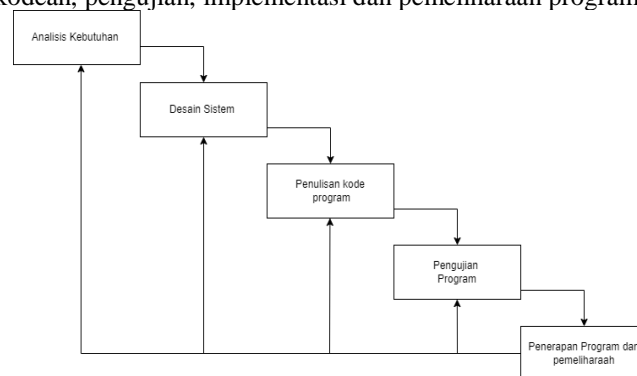 kodean, pengujian, implementasi dan pemeliharaan program
Analisis Kebutuhan
Desain Sistem
Penulisan kode
program
Pengujian
Program
Penerapan Program dan
pemeliharaah